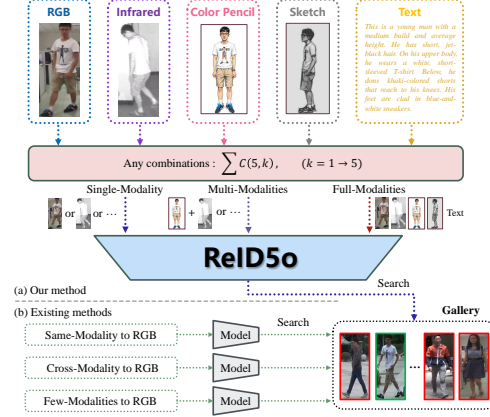 RGB
Infrared
Color Pencil
Sketch
Text
This is a young man with a
medium build and average
height. He has short, jet-
black hair. On his upper body,
he wears a white, short-
sleeved T-shirt. Below, he
dons khaki-colored shorts
that reach to his knees. His
feet are clad in blue-and-
white sneakers.
Any combinations : ∑ C(5, k) , (k = 1 → 5)
Single-Modality
Multi-Modalities
Full-Modalities
or or ...
+ or ...
Text
ReID5o
Search
(a) Our method
(b) Existing methods
Gallery
Search
Same-Modality to RGB
Model
Cross-Modality to RGB
Model
...
Few-Modalities to RGB
Model